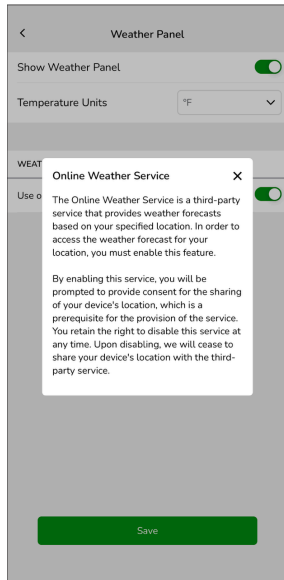 Weather Panel
Show Weather Panel
Temperature Units
°F
WEAT
Use o
Online Weather Service
The Online Weather Service is a third-party
service that provides weather forecasts
based on your specified location. In order to
access the weather forecast for your
location, you must enable this feature.
By enabling this service, you will be
prompted to provide consent for the sharing
of your device's location, which is a
prerequisite for the provision of the service.
You retain the right to disable this service at
any time. Upon disabling, we will cease to
share your device's location with the third-
party service.
Save